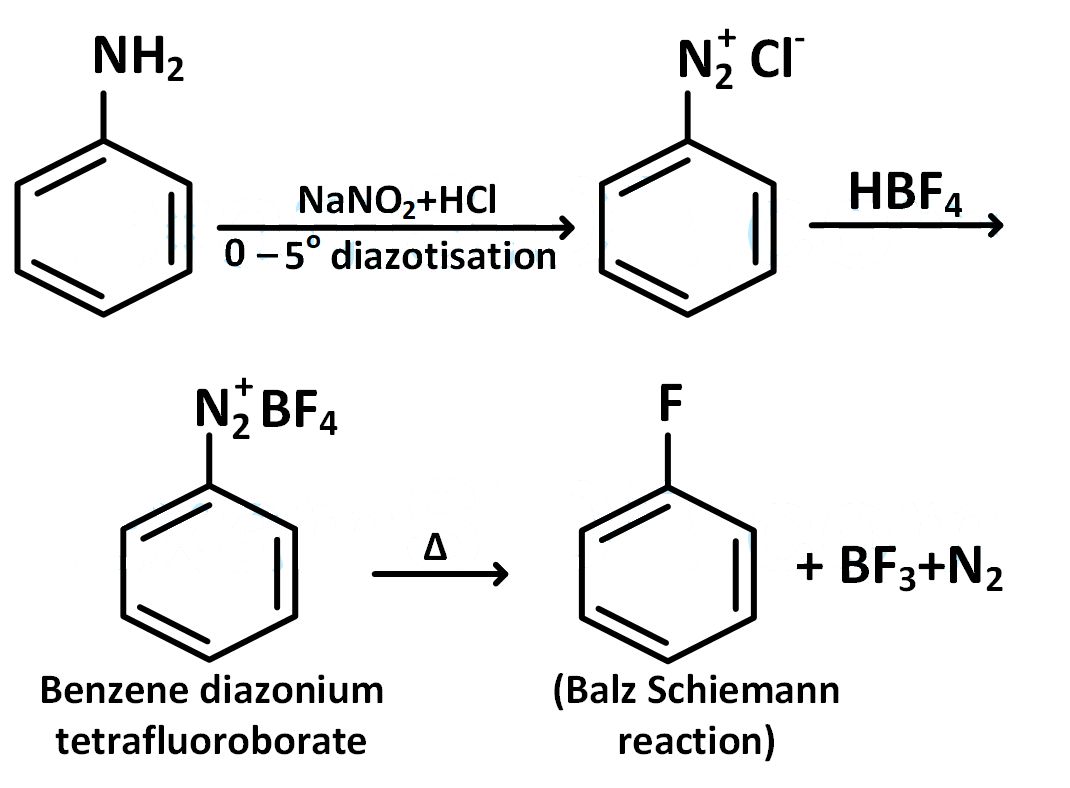 NH₂
N₂⁺ Cl⁻
NaNO₂+HCl
0 – 5° diazotisation
HBF₄
N₂⁺ BF₄
F
Δ
+ BF₃+N₂
Benzene diazonium
tetrafluoroborate
(Balz Schiemann
reaction)